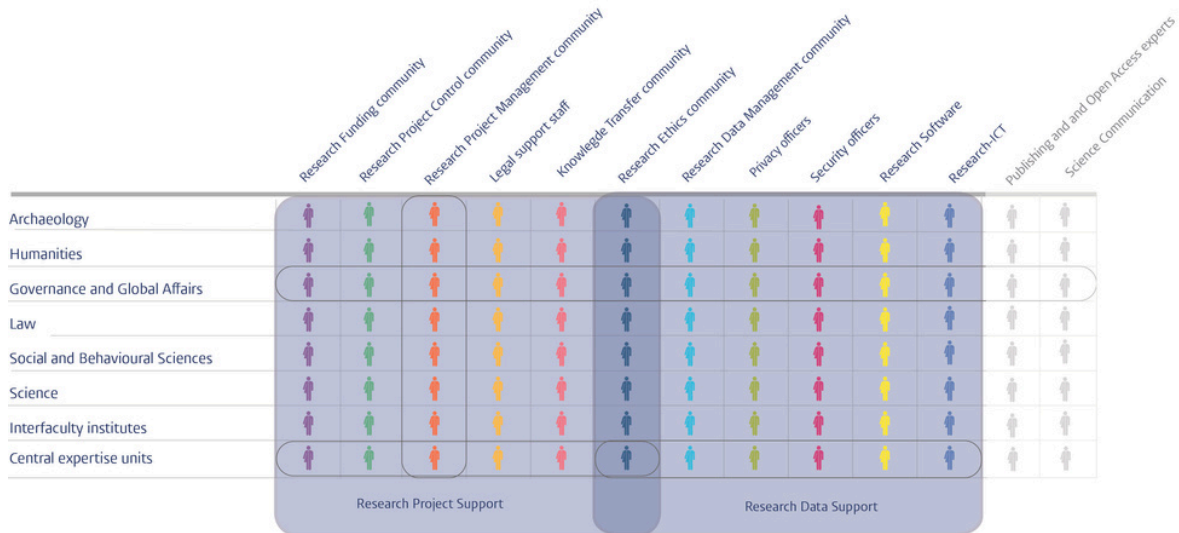 Research Funding community
Research Project Control community
Research Project Management community
Legal support staff
Knowlegde Transfer community
Research Ethics community
Research Data Management community
Privacy officers
Security officers
Research Software
Research-ICT
Publishing and and Open Access experts
Science Communication
Archaeology
Humanities
Governance and Global Affairs
Law
Social and Behavioural Sciences
Science
Interfaculty institutes
Central expertise units
Research Project Support
Research Data Support